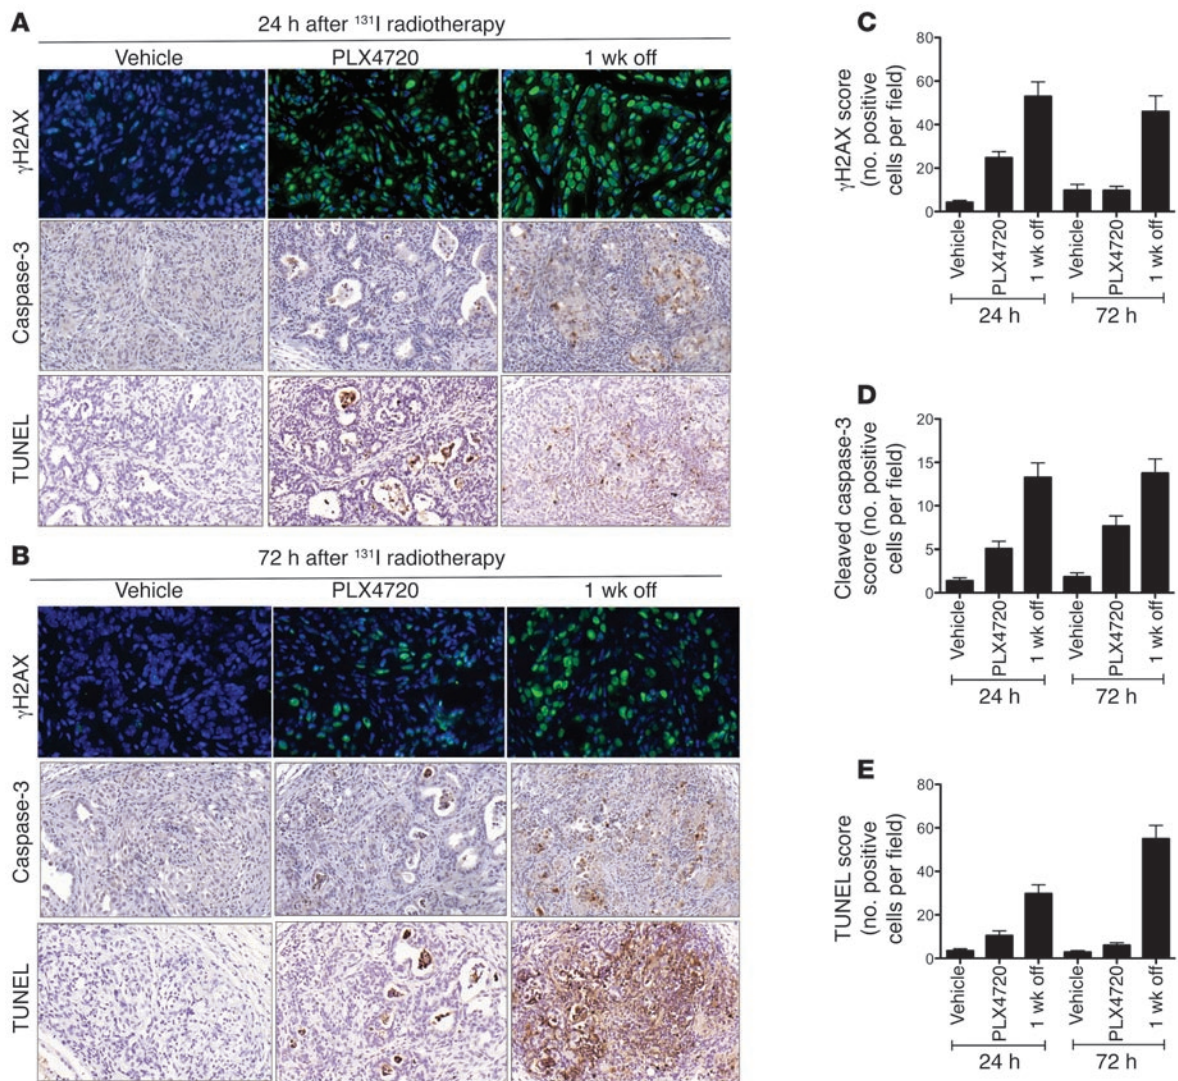 A
24 h after ¹³¹I radiotherapy
Vehicle PLX4720 1 wk off
γH2AX
Caspase-3
TUNEL
B
72 h after ¹³¹I radiotherapy
Vehicle PLX4720 1 wk off
γH2AX
Caspase-3
TUNEL
C
γH2AX score
(no. positive
cells per field)
80
60
40
20
0
Vehicle PLX4720 1 wk off Vehicle PLX4720 1 wk off
24 h 72 h
D
Cleaved caspase-3
score (no. positive
cells per field)
20
15
10
5
0
Vehicle PLX4720 1 wk off Vehicle PLX4720 1 wk off
24 h 72 h
E
TUNEL score
(no. positive
cells per field)
80
60
40
20
0
Vehicle PLX4720 1 wk off Vehicle PLX4720 1 wk off
24 h 72 h